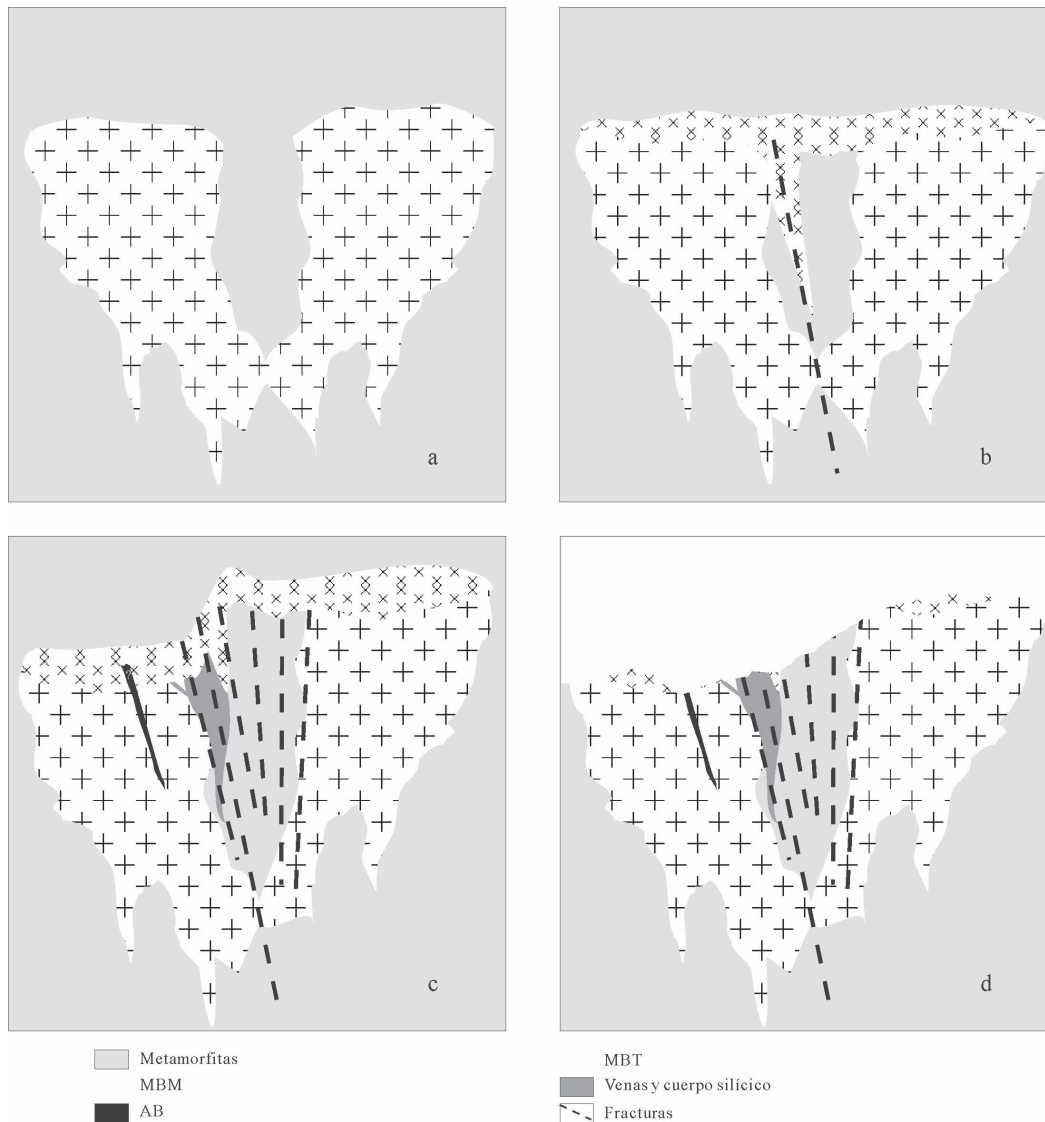 a
b
c
d
Metamorfitas
MBM
AB
MBT
Venas y cuerpo silícico
Fracturas